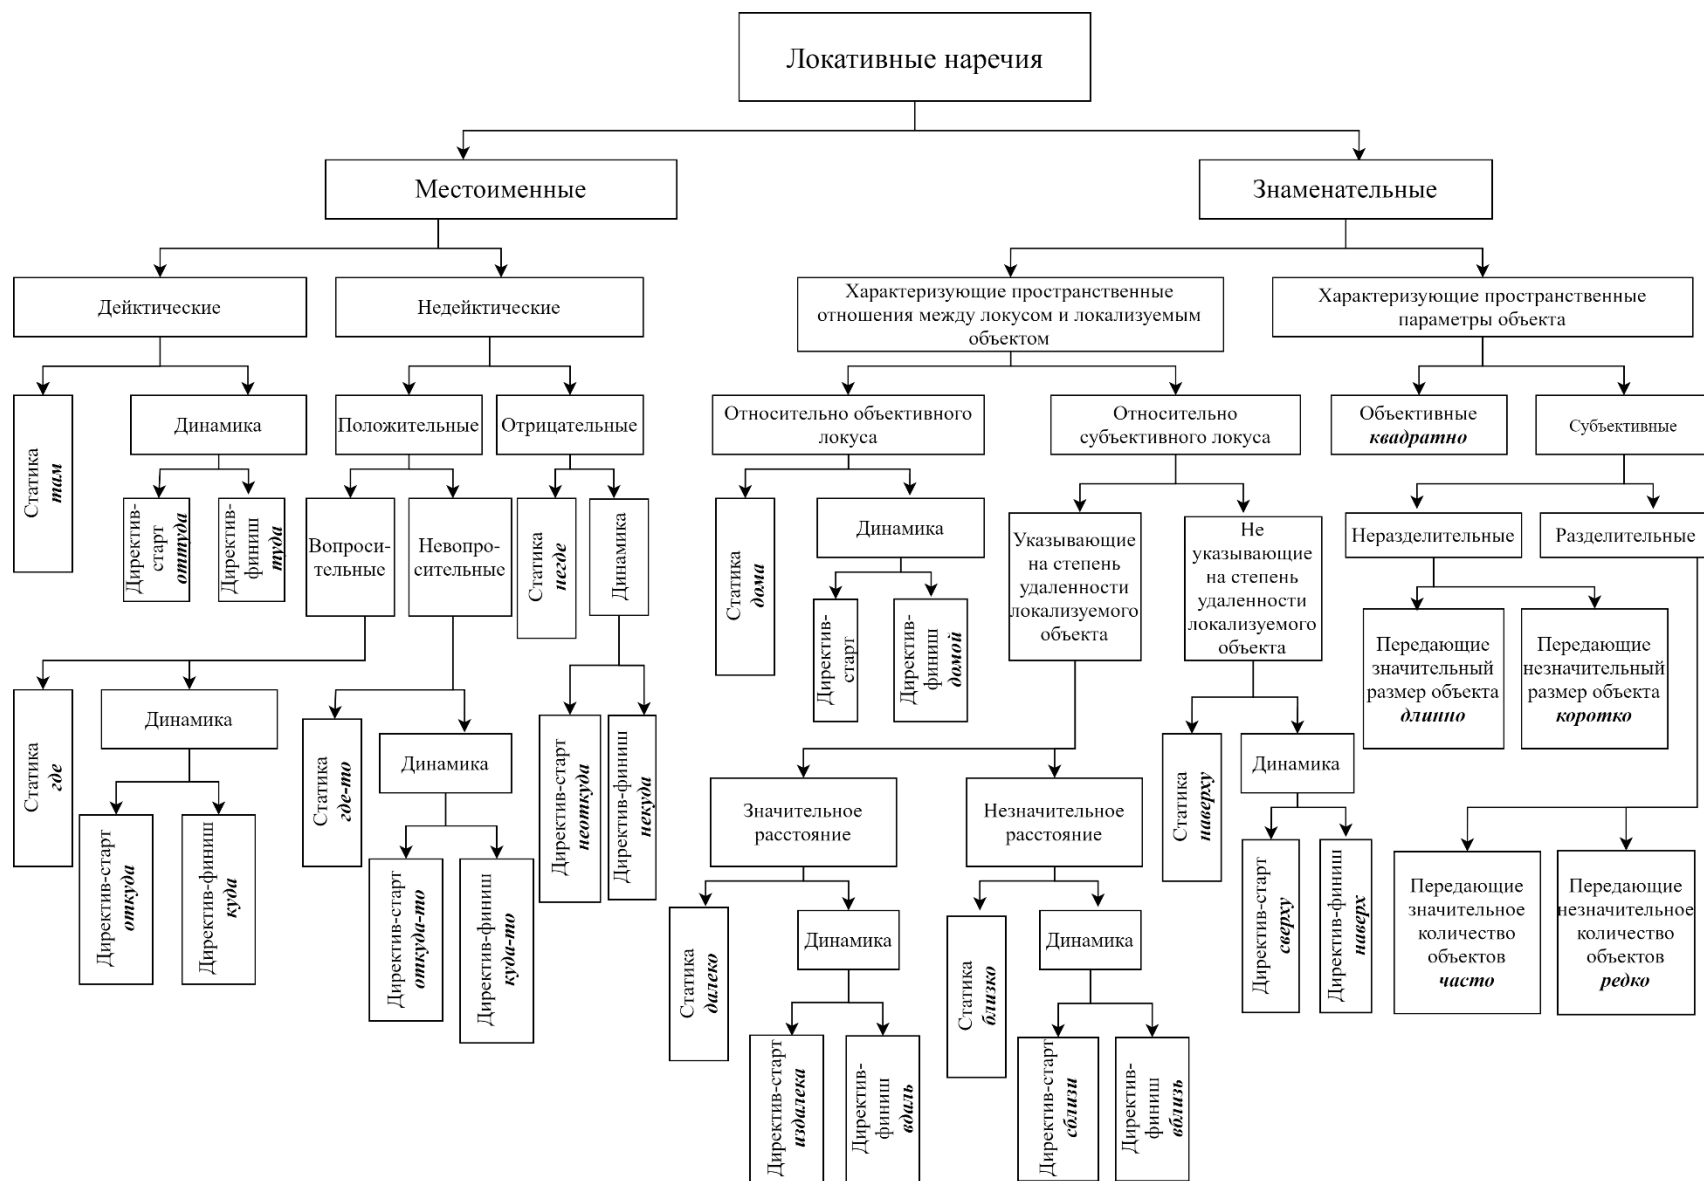 Локативные наречия
Местоименные
Знаменательные
Дейктические
Недейктические
Характеризующие пространственные
отношения между локусом и локализуемым
объектом
Характеризующие пространственные
параметры объекта
Статика
там
Динамика
Положительные
Отрицательные
Относительно объективного
локуса
Относительно
субъективного локуса
Объективные
квадратно
Субъективные
Директив-
старт
оттуда
Директив-
финиш
туда
Вопроси-
тельные
Невопро-
сительные
Статика
негде
Динамика
Статика
дома
Динамика
Директив-
старт
Директив-
финиш
домой
Указывающие
на степень
удаленности
локализуемого
объекта
Не
указывающие
на степень
удаленности
локализуемого
объекта
Неразделительные
Разделительные
Передающие
значительный
размер объекта
длинно
Передающие
незначительный
размер объекта
коротко
Статика
где
Динамика
Директив-старт
откуда
Директив-финиш
куда
Статика
где-то
Динамика
Директив-старт
откуда-то
Директив-финиш
куда-то
Директив-старт
неоткуда
Директив-финиш
некуда
Значительное
расстояние
Незначительное
расстояние
Статика
наверху
Динамика
Директив-старт
сверху
Директив-финиш
наверх
Передающие
значительное
количество
объектов
часто
Передающие
незначительное
количество
объектов
редко
Статика
далеко
Динамика
Директив-старт
издалека
Директив-
финиш
вдаль
Статика
близко
Динамика
Директив-старт
сблизи
Директив-
финиш
вблизь